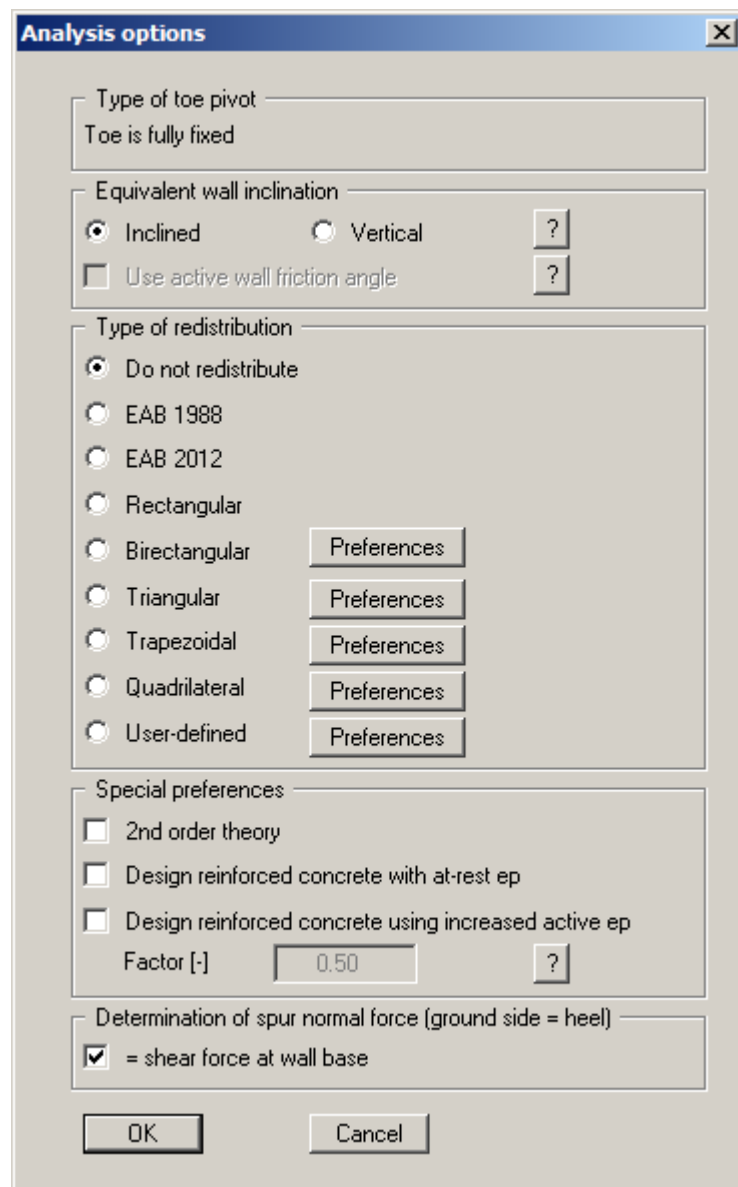 Analysis options
Type of toe pivot
Toe is fully fixed
Equivalent wall inclination
Inclined Vertical ?
Use active wall friction angle ?
Type of redistribution
Do not redistribute
EAB 1988
EAB 2012
Rectangular
Birectangular Preferences
Triangular Preferences
Trapezoidal Preferences
Quadrilateral Preferences
User-defined Preferences
Special preferences
2nd order theory
Design reinforced concrete with at-rest ep
Design reinforced concrete using increased active ep
Factor [-] 0.50 ?
Determination of spur normal force (ground side = heel)
= shear force at wall base
OK Cancel